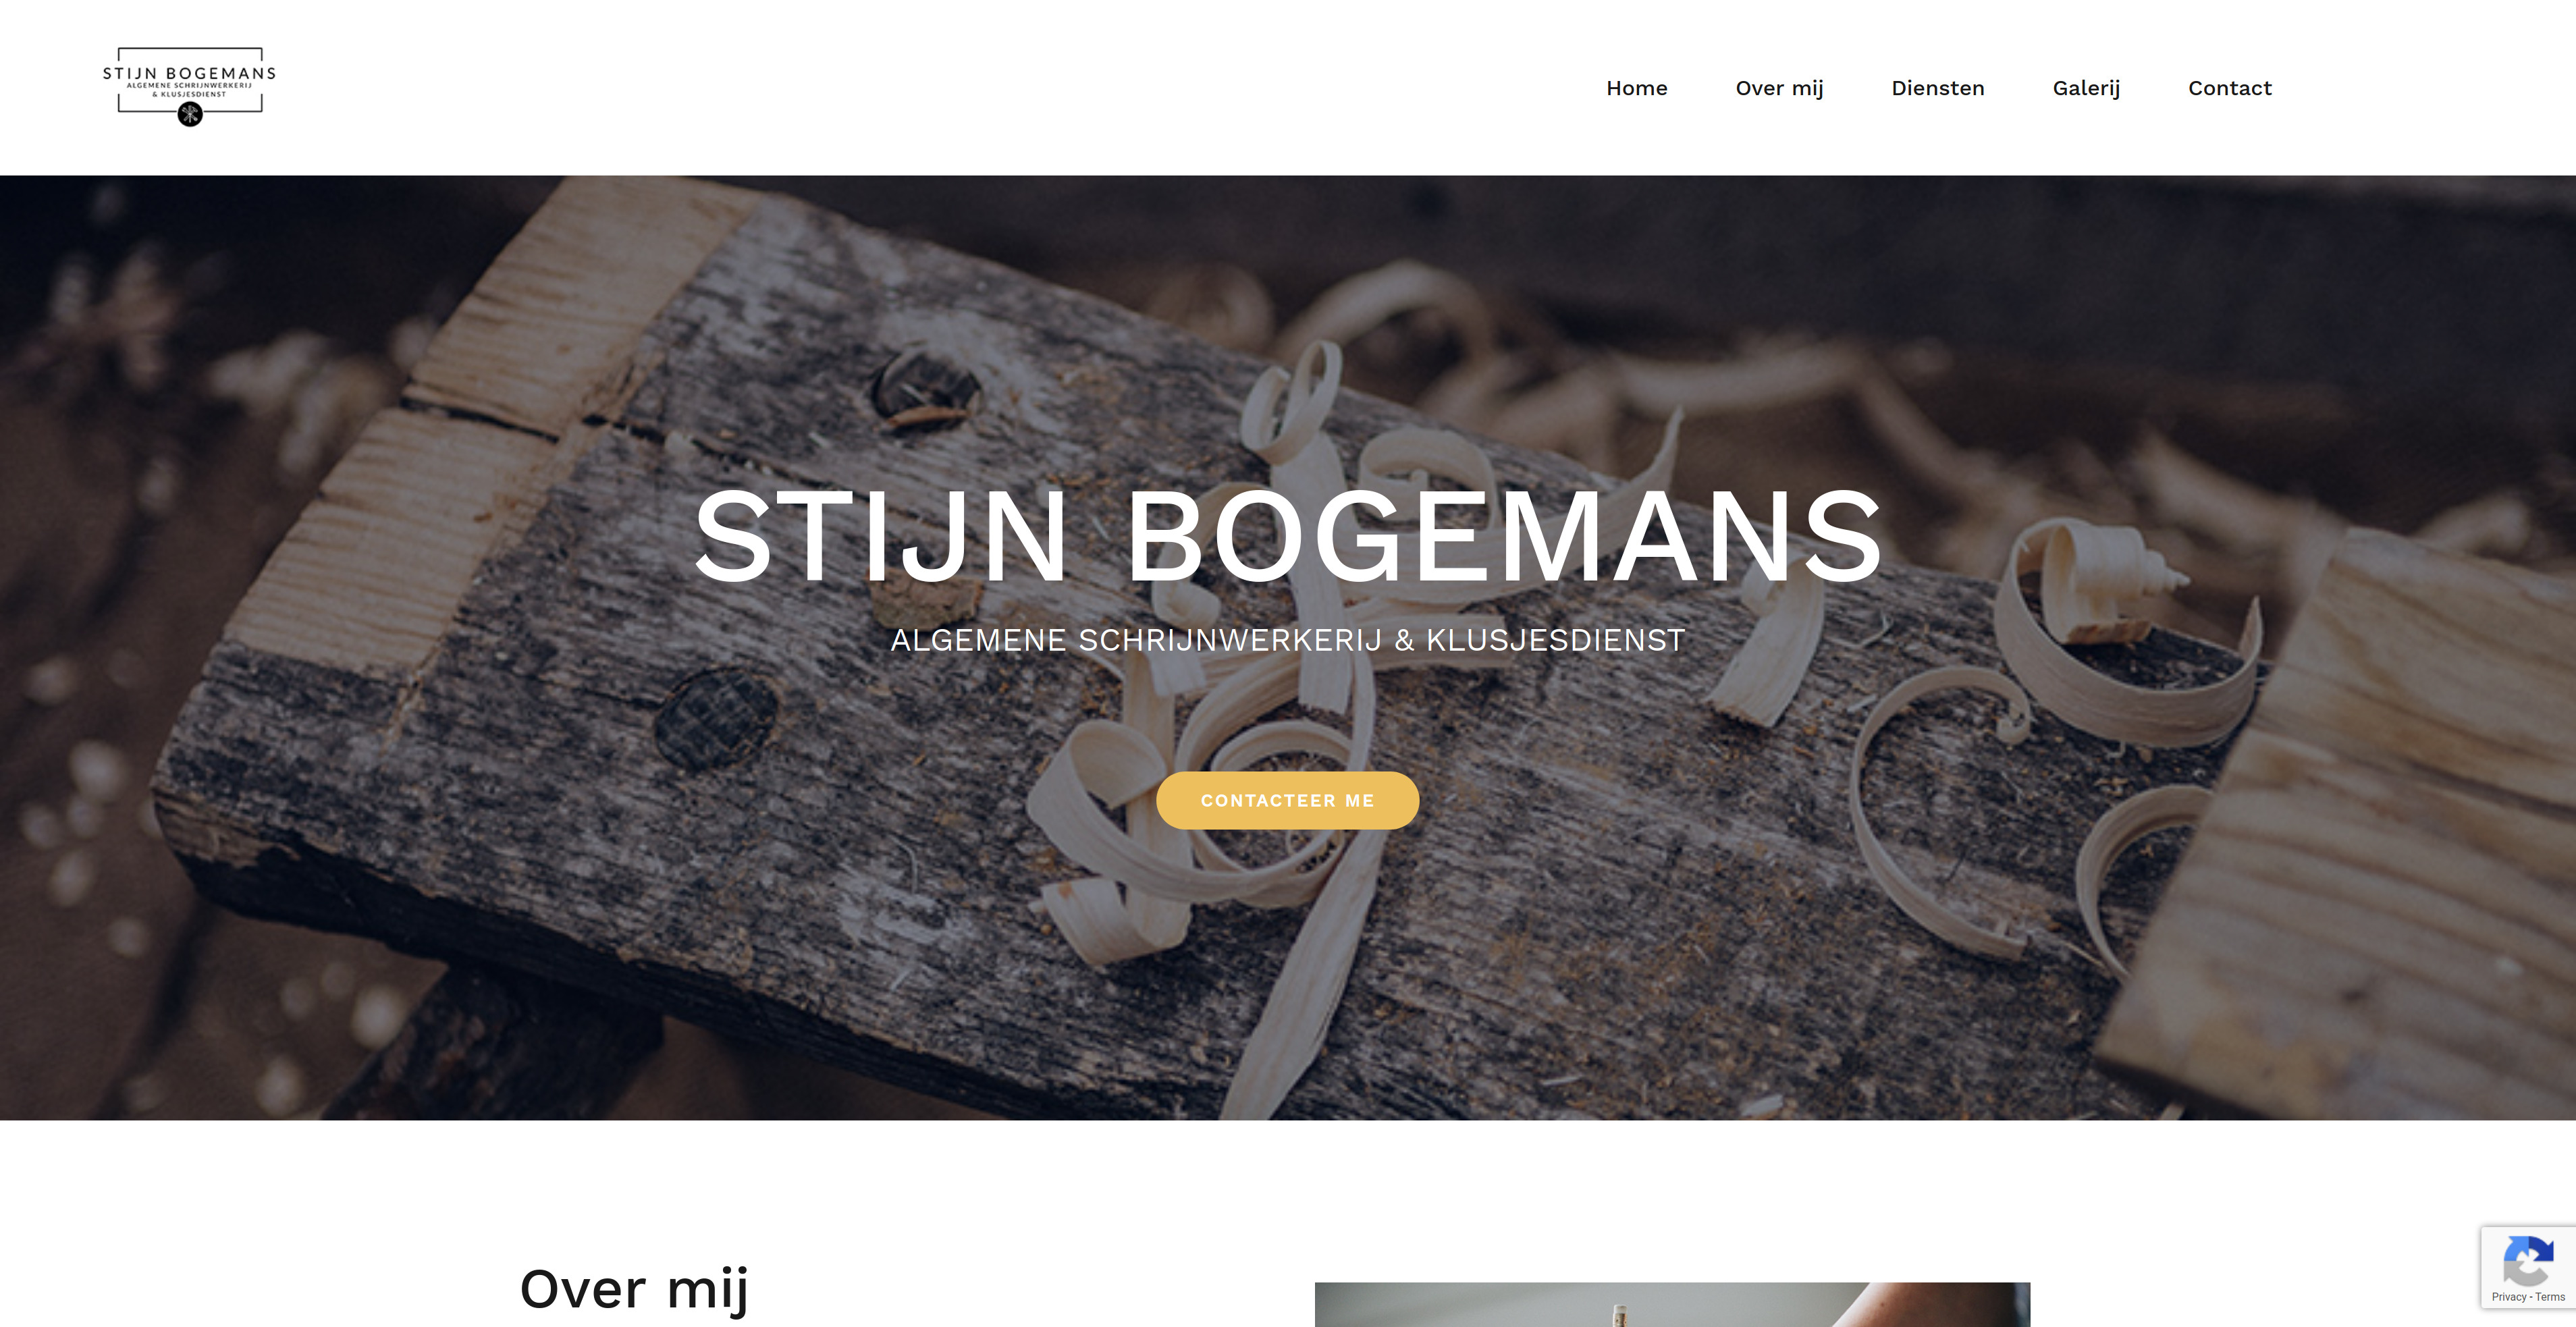 STIJN BOGEMANS
ALGEMENE SCHRIJNWERKERIJ
& KLUSJESDIENST
Home
Over mij
Diensten
Galerij
Contact
STIJN BOGEMANS
ALGEMENE SCHRIJNWERKERIJ & KLUSJESDIENST
CONTACTEER ME
Over mij
Privacy - Terms